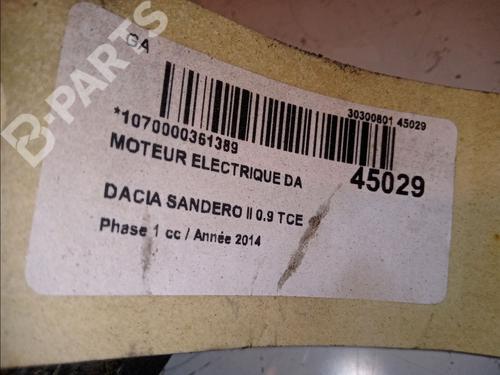 B-PARTS
GA
30300801 45029
*1070000361389
MOTEUR ELECTRIQUE DA
45029
DACIA SANDERO II 0.9 TCE
Phase 1 cc / Année 2014